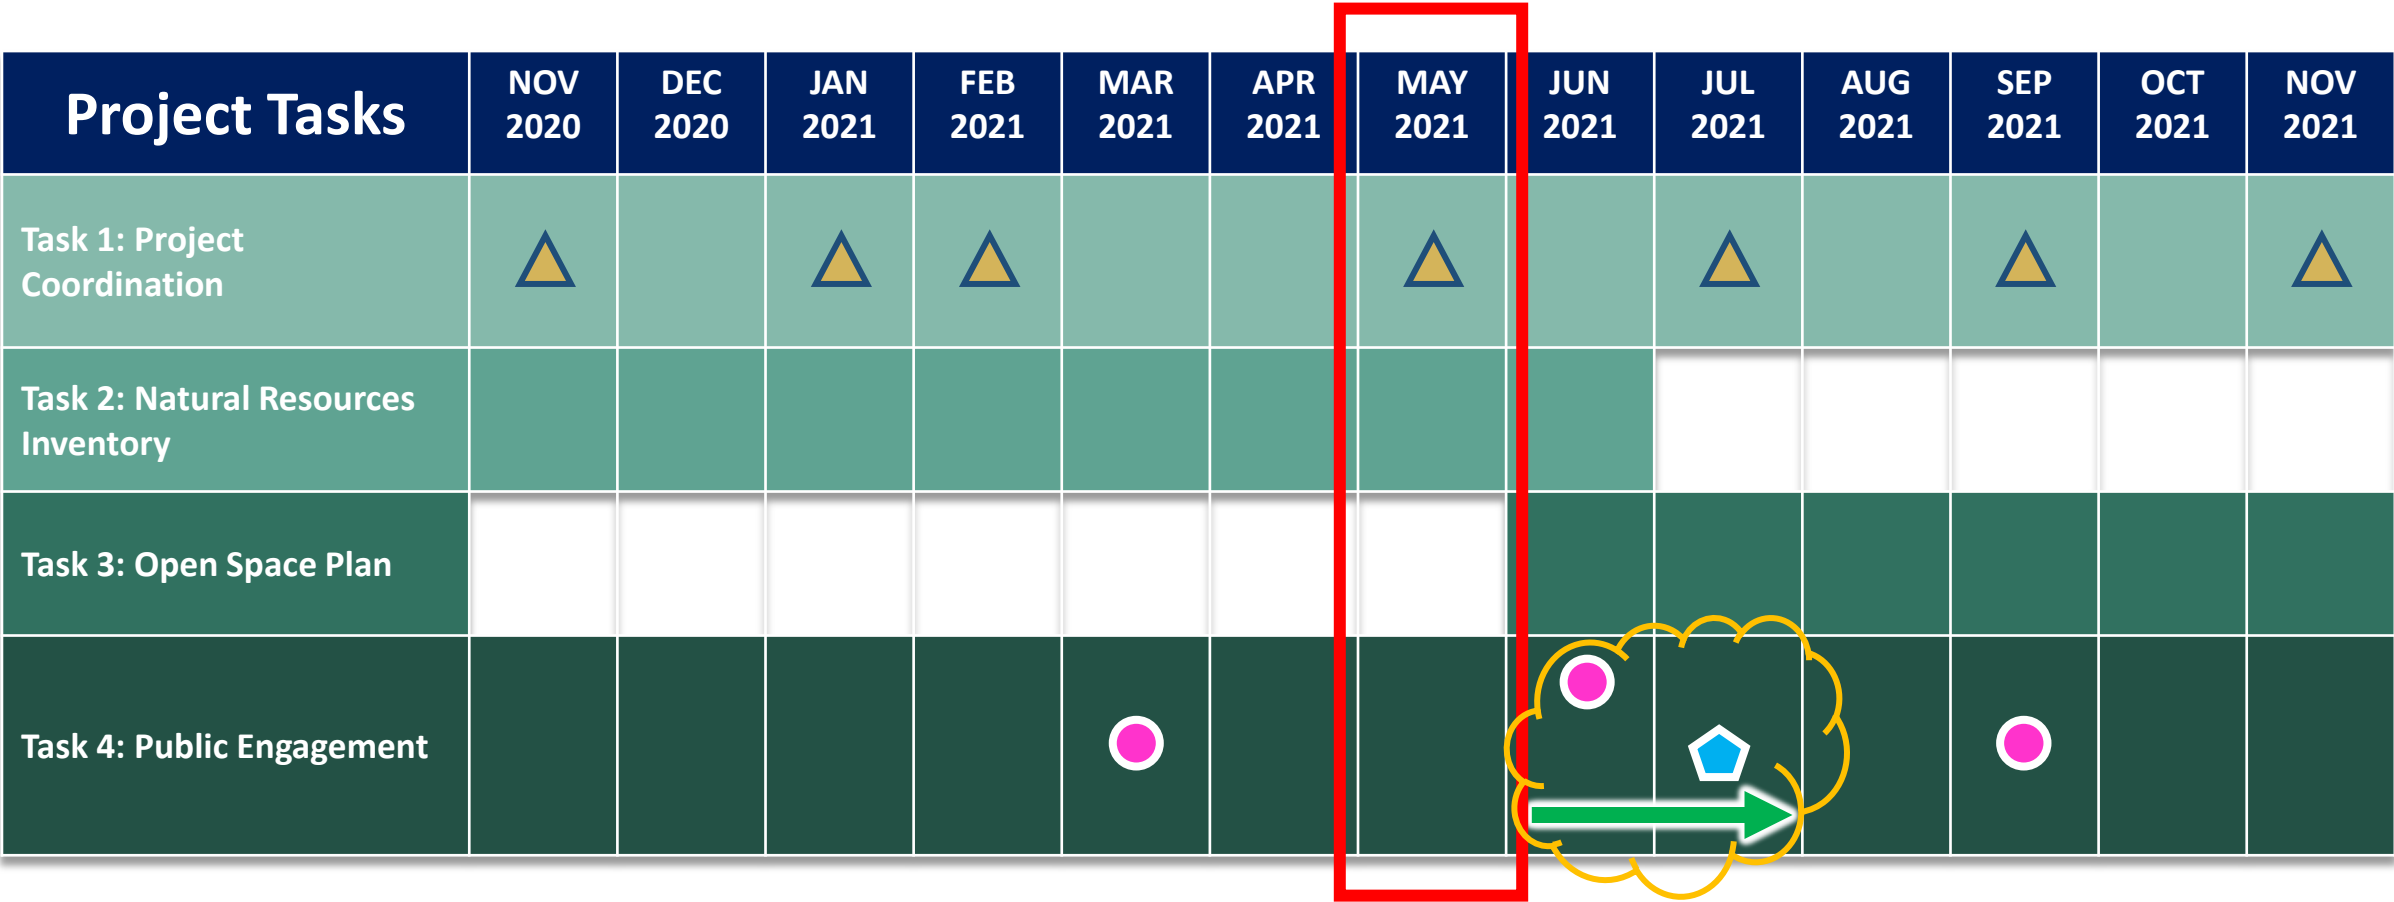 Project Tasks
NOV
2020
DEC
2020
JAN
2021
FEB
2021
MAR
2021
APR
2021
MAY
2021
JUN
2021
JUL
2021
AUG
2021
SEP
2021
OCT
2021
NOV
2021
Task 1: Project
Coordination
Task 2: Natural Resources
Inventory
Task 3: Open Space Plan
Task 4: Public Engagement